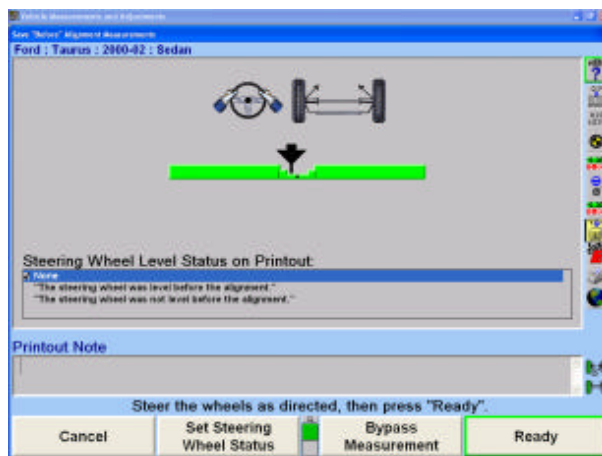 Vehicle Measurements and Adjustments
Save "Before" Alignment Measurements
Ford : Taurus : 2000-02 : Sedan
Steering Wheel Level Status on Printout:
None
"The steering wheel was level before the alignment."
"The steering wheel was not level before the alignment."
Printout Note
Steer the wheels as directed, then press "Ready".
Cancel
Set Steering
Wheel Status
Bypass
Measurement
Ready